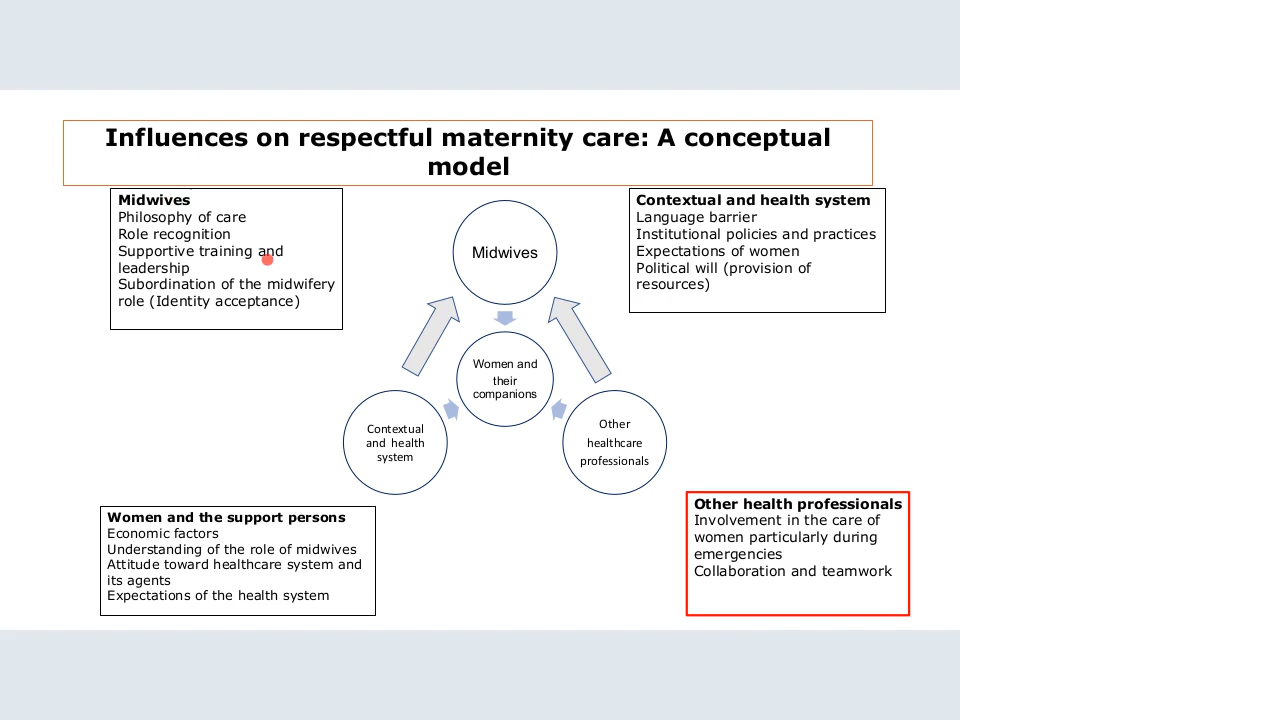 Influences on respectful maternity care: A conceptual
model
Midwives
Philosophy of care
Role recognition
Supportive training and
leadership
Subordination of the midwifery
role (Identity acceptance)
Contextual and health system
Language barrier
Institutional policies and practices
Expectations of women
Political will (provision of
resources)
Midwives
Women and
their
companions
Contextual
and health
system
Other
healthcare
professionals
Women and the support persons
Economic factors
Understanding of the role of midwives
Attitude toward healthcare system and
its agents
Expectations of the health system
Other health professionals
Involvement in the care of
women particularly during
emergencies
Collaboration and teamwork